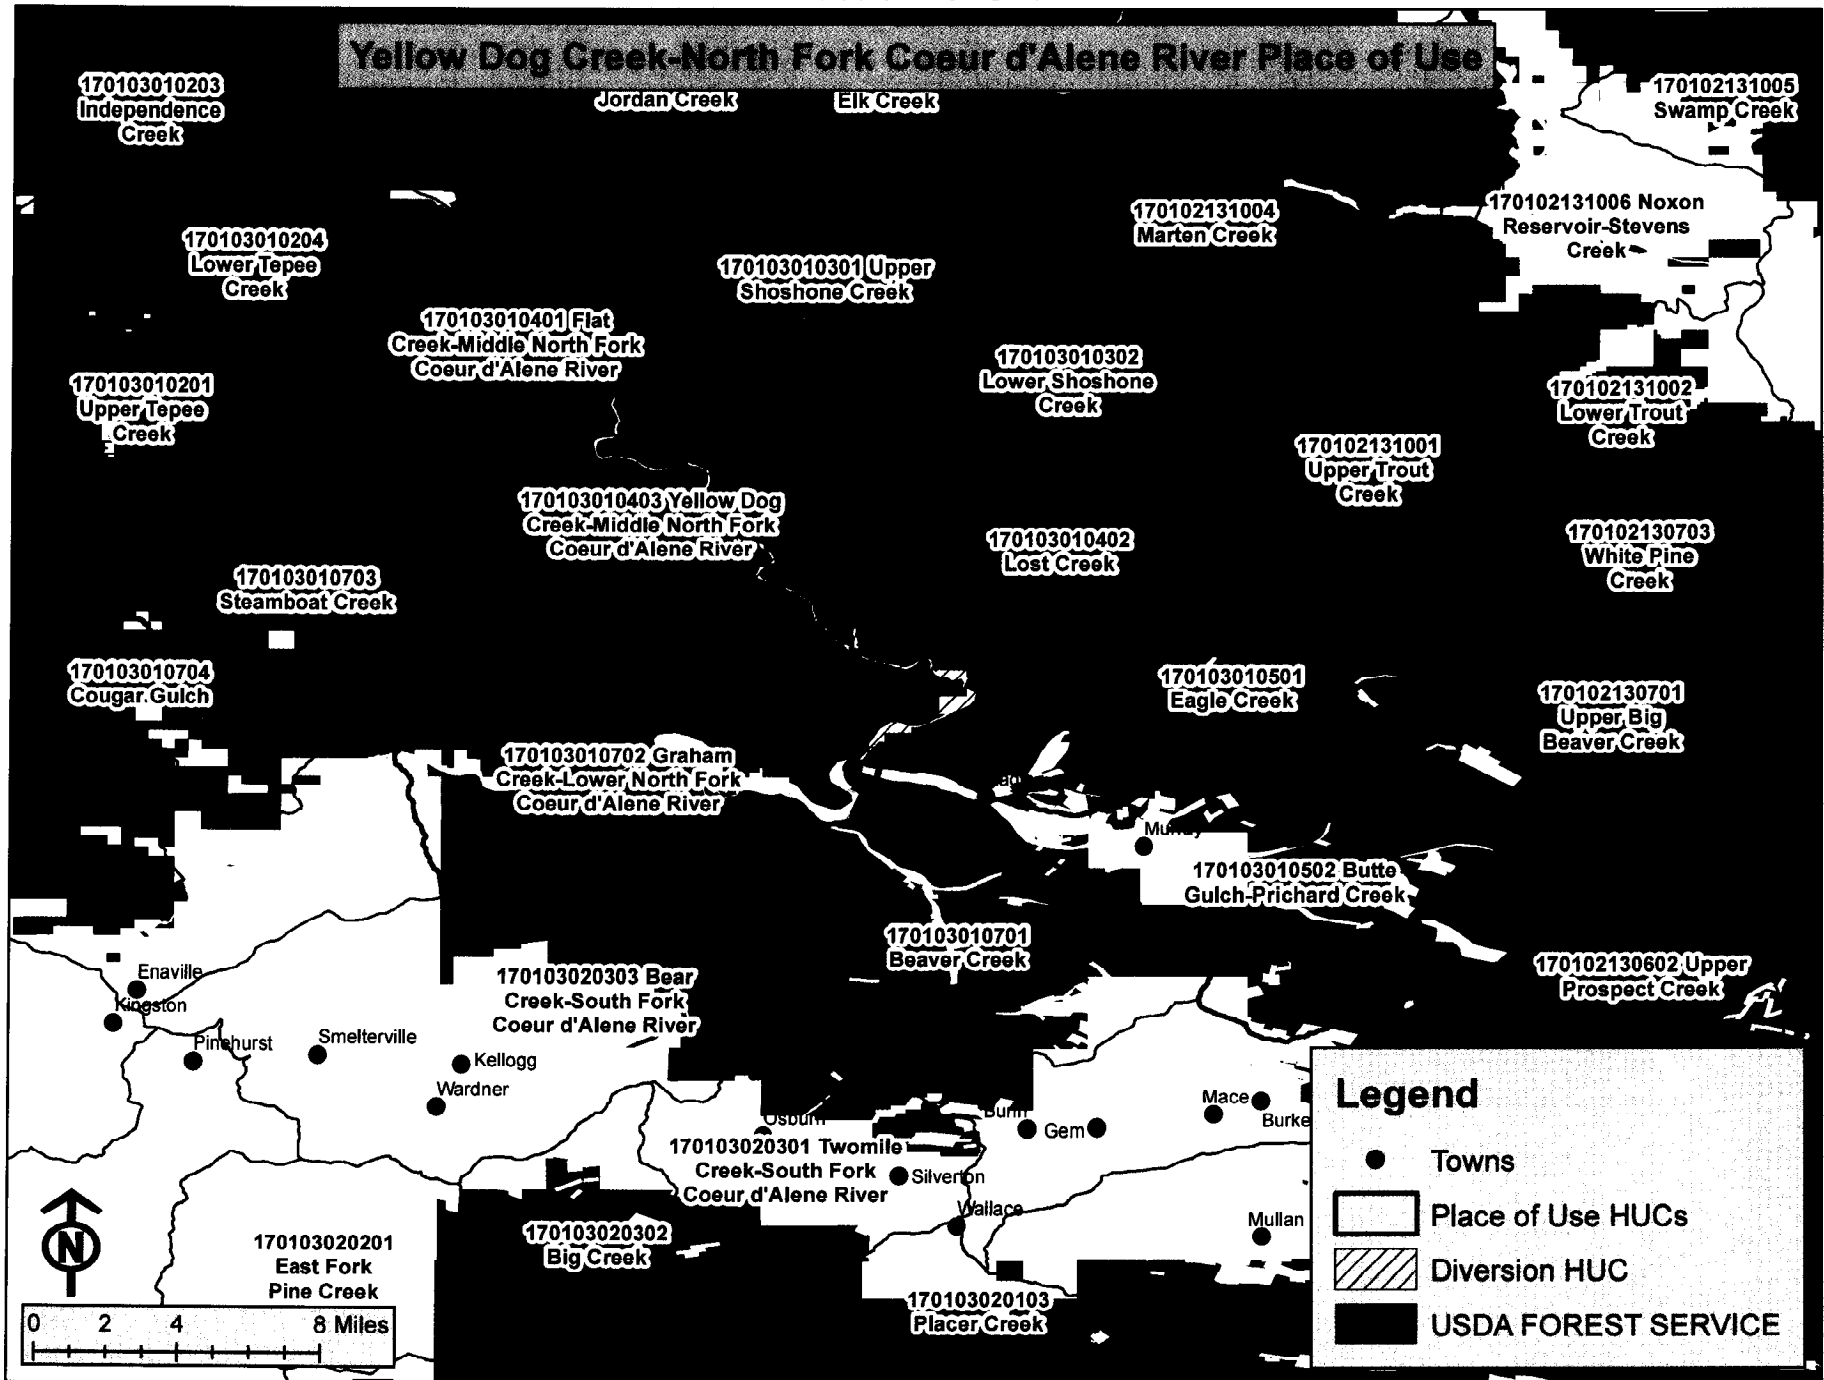 Yellow Dog Creek-North Fork Coeur d'Alene River Place of Use
170103010203
Independence
Creek
Jordan Creek
Elk Creek
170102131005
Swamp Creek
170102131004
Marten Creek
170102131006 Noxon
Reservoir-Stevens
Creek
170103010204
Lower Tepee
Creek
170103010301 Upper
Shoshone Creek
170103010401 Flat
Creek-Middle North Fork
Coeur d'Alene River
170103010302
Lower Shoshone
Creek
170103010201
Upper Tepee
Creek
170102131002
Lower Trout
Creek
170102131001
Upper Trout
Creek
170103010403 Yellow Dog
Creek-Middle North Fork
Coeur d'Alene River
170103010402
Lost Creek
170102130703
White Pine
Creek
170103010703
Steamboat Creek
170103010704
Cougar Gulch
170103010501
Eagle Creek
170102130701
Upper Big
Beaver Creek
170103010702 Graham
Creek-Lower North Fork
Coeur d'Alene River
Murray
170103010502 Butte
Gulch-Prichard Creek
170103010701
Beaver Creek
170102130602 Upper
Prospect Creek
Enaville
Kingston
170103020303 Bear
Creek-South Fork
Coeur d'Alene River
Pinehurst
Smelterville
Kellogg
Wardner
Osburn
Gem
Mace
Burke
170103020301 Twomile
Creek-South Fork
Coeur d'Alene River
Silverton
Wallace
Mullan
170103020302
Big Creek
170103020201
East Fork
Pine Creek
170103020103
Placer Creek
N
0 2 4 8 Miles
Legend
Towns
Place of Use HUCs
Diversion HUC
USDA FOREST SERVICE